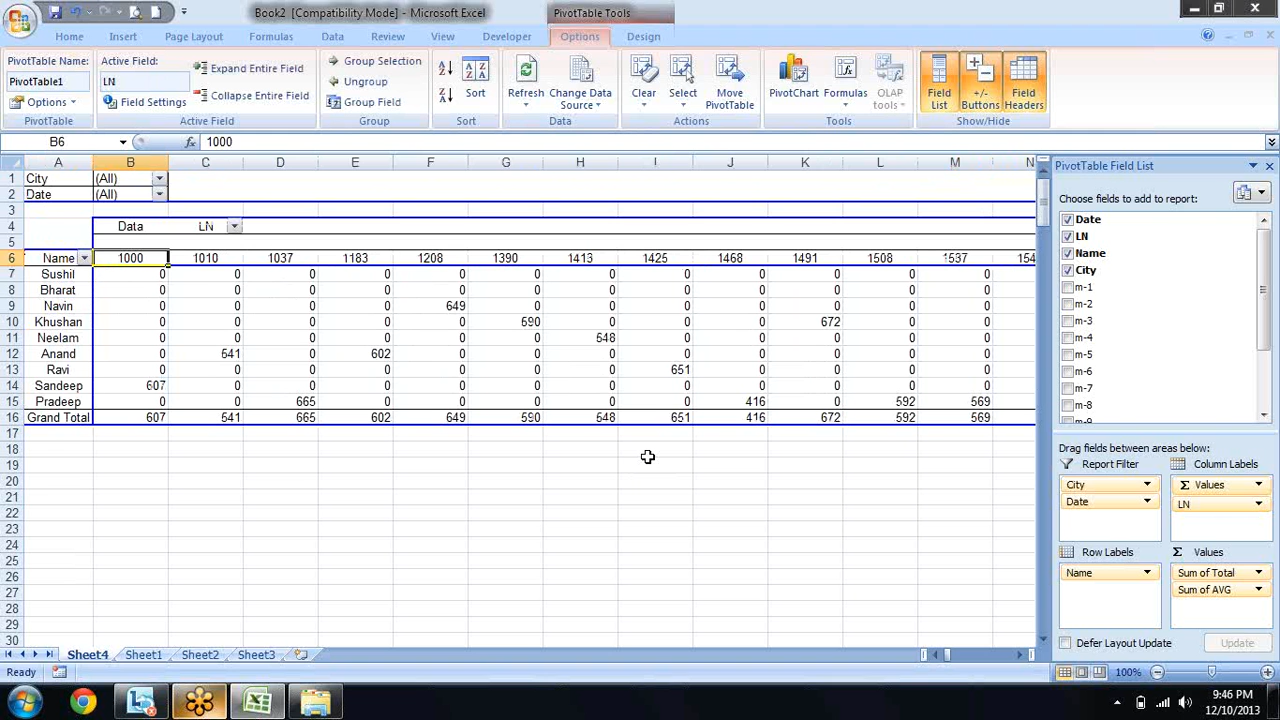 Book2 [Compatibility Mode] - Microsoft Excel
PivotTable Tools
Home Insert Page Layout Formulas Data Review View Developer Options Design
PivotTable Name:
PivotTable1
Options
PivotTable
Active Field:
LN
Field Settings
Expand Entire Field
Collapse Entire Field
Active Field
Group Selection
Ungroup
Group Field
Group
Sort
Sort
Refresh
Change Data Source
Data
Clear
Select
Move PivotTable
Actions
PivotChart
Formulas
OLAP tools
Tools
Field List
+/- Buttons
Field Headers
Show/Hide
B6 fx 1000
A B C D E F G H I J K L M N
1 City (All)
2 Date (All)
3
4 Data LN
5
6 Name 1000 1010 1037 1183 1208 1390 1413 1425 1468 1491 1508 1537 154
7 Sushil 0 0 0 0 0 0 0 0 0 0 0 0
8 Bharat 0 0 0 0 0 0 0 0 0 0 0 0
9 Navin 0 0 0 0 649 0 0 0 0 0 0 0
10 Khushan 0 0 0 0 0 590 0 0 0 672 0 0
11 Neelam 0 0 0 0 0 0 548 0 0 0 0 0
12 Anand 0 541 0 602 0 0 0 0 0 0 0 0
13 Ravi 0 0 0 0 0 0 0 651 0 0 0 0
14 Sandeep 607 0 0 0 0 0 0 0 0 0 0 0
15 Pradeep 0 0 665 0 0 0 0 0 416 0 592 569
16 Grand Total 607 541 665 602 649 590 548 651 416 672 592 569
17
18
19
20
21
22
23
24
25
26
27
28
29
30
PivotTable Field List
Choose fields to add to report:
Date
LN
Name
City
m-1
m-2
m-3
m-4
m-5
m-6
m-7
m-8
m-9
Drag fields between areas below:
Report Filter
City
Date
Column Labels
Σ Values
LN
Row Labels
Name
Σ Values
Sum of Total
Sum of AVG
Defer Layout Update Update
Sheet4 Sheet1 Sheet2 Sheet3
Ready
100%
9:46 PM
12/10/2013